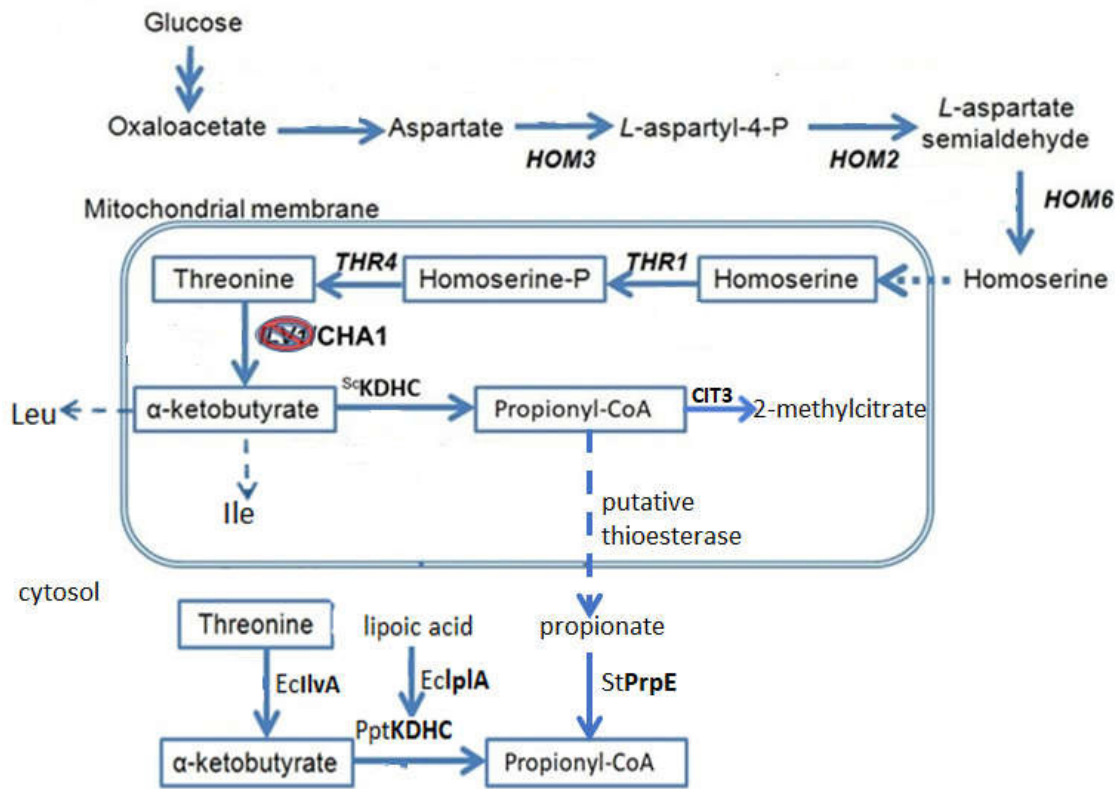 Glucose
Oxaloacetate
Aspartate
L-aspartyl-4-P
L-aspartate
semialdehyde
HOM3
HOM2
HOM6
Mitochondrial membrane
Threonine
THR4
Homoserine-P
THR1
Homoserine
Homoserine
ILV1/CHA1
Leu
α-ketobutyrate
ScKDHC
Propionyl-CoA
CIT3
2-methylcitrate
Ile
putative
thioesterase
cytosol
Threonine
lipoic acid
propionate
EcIlvA
EclplA
StPrpE
PptKDHC
α-ketobutyrate
Propionyl-CoA